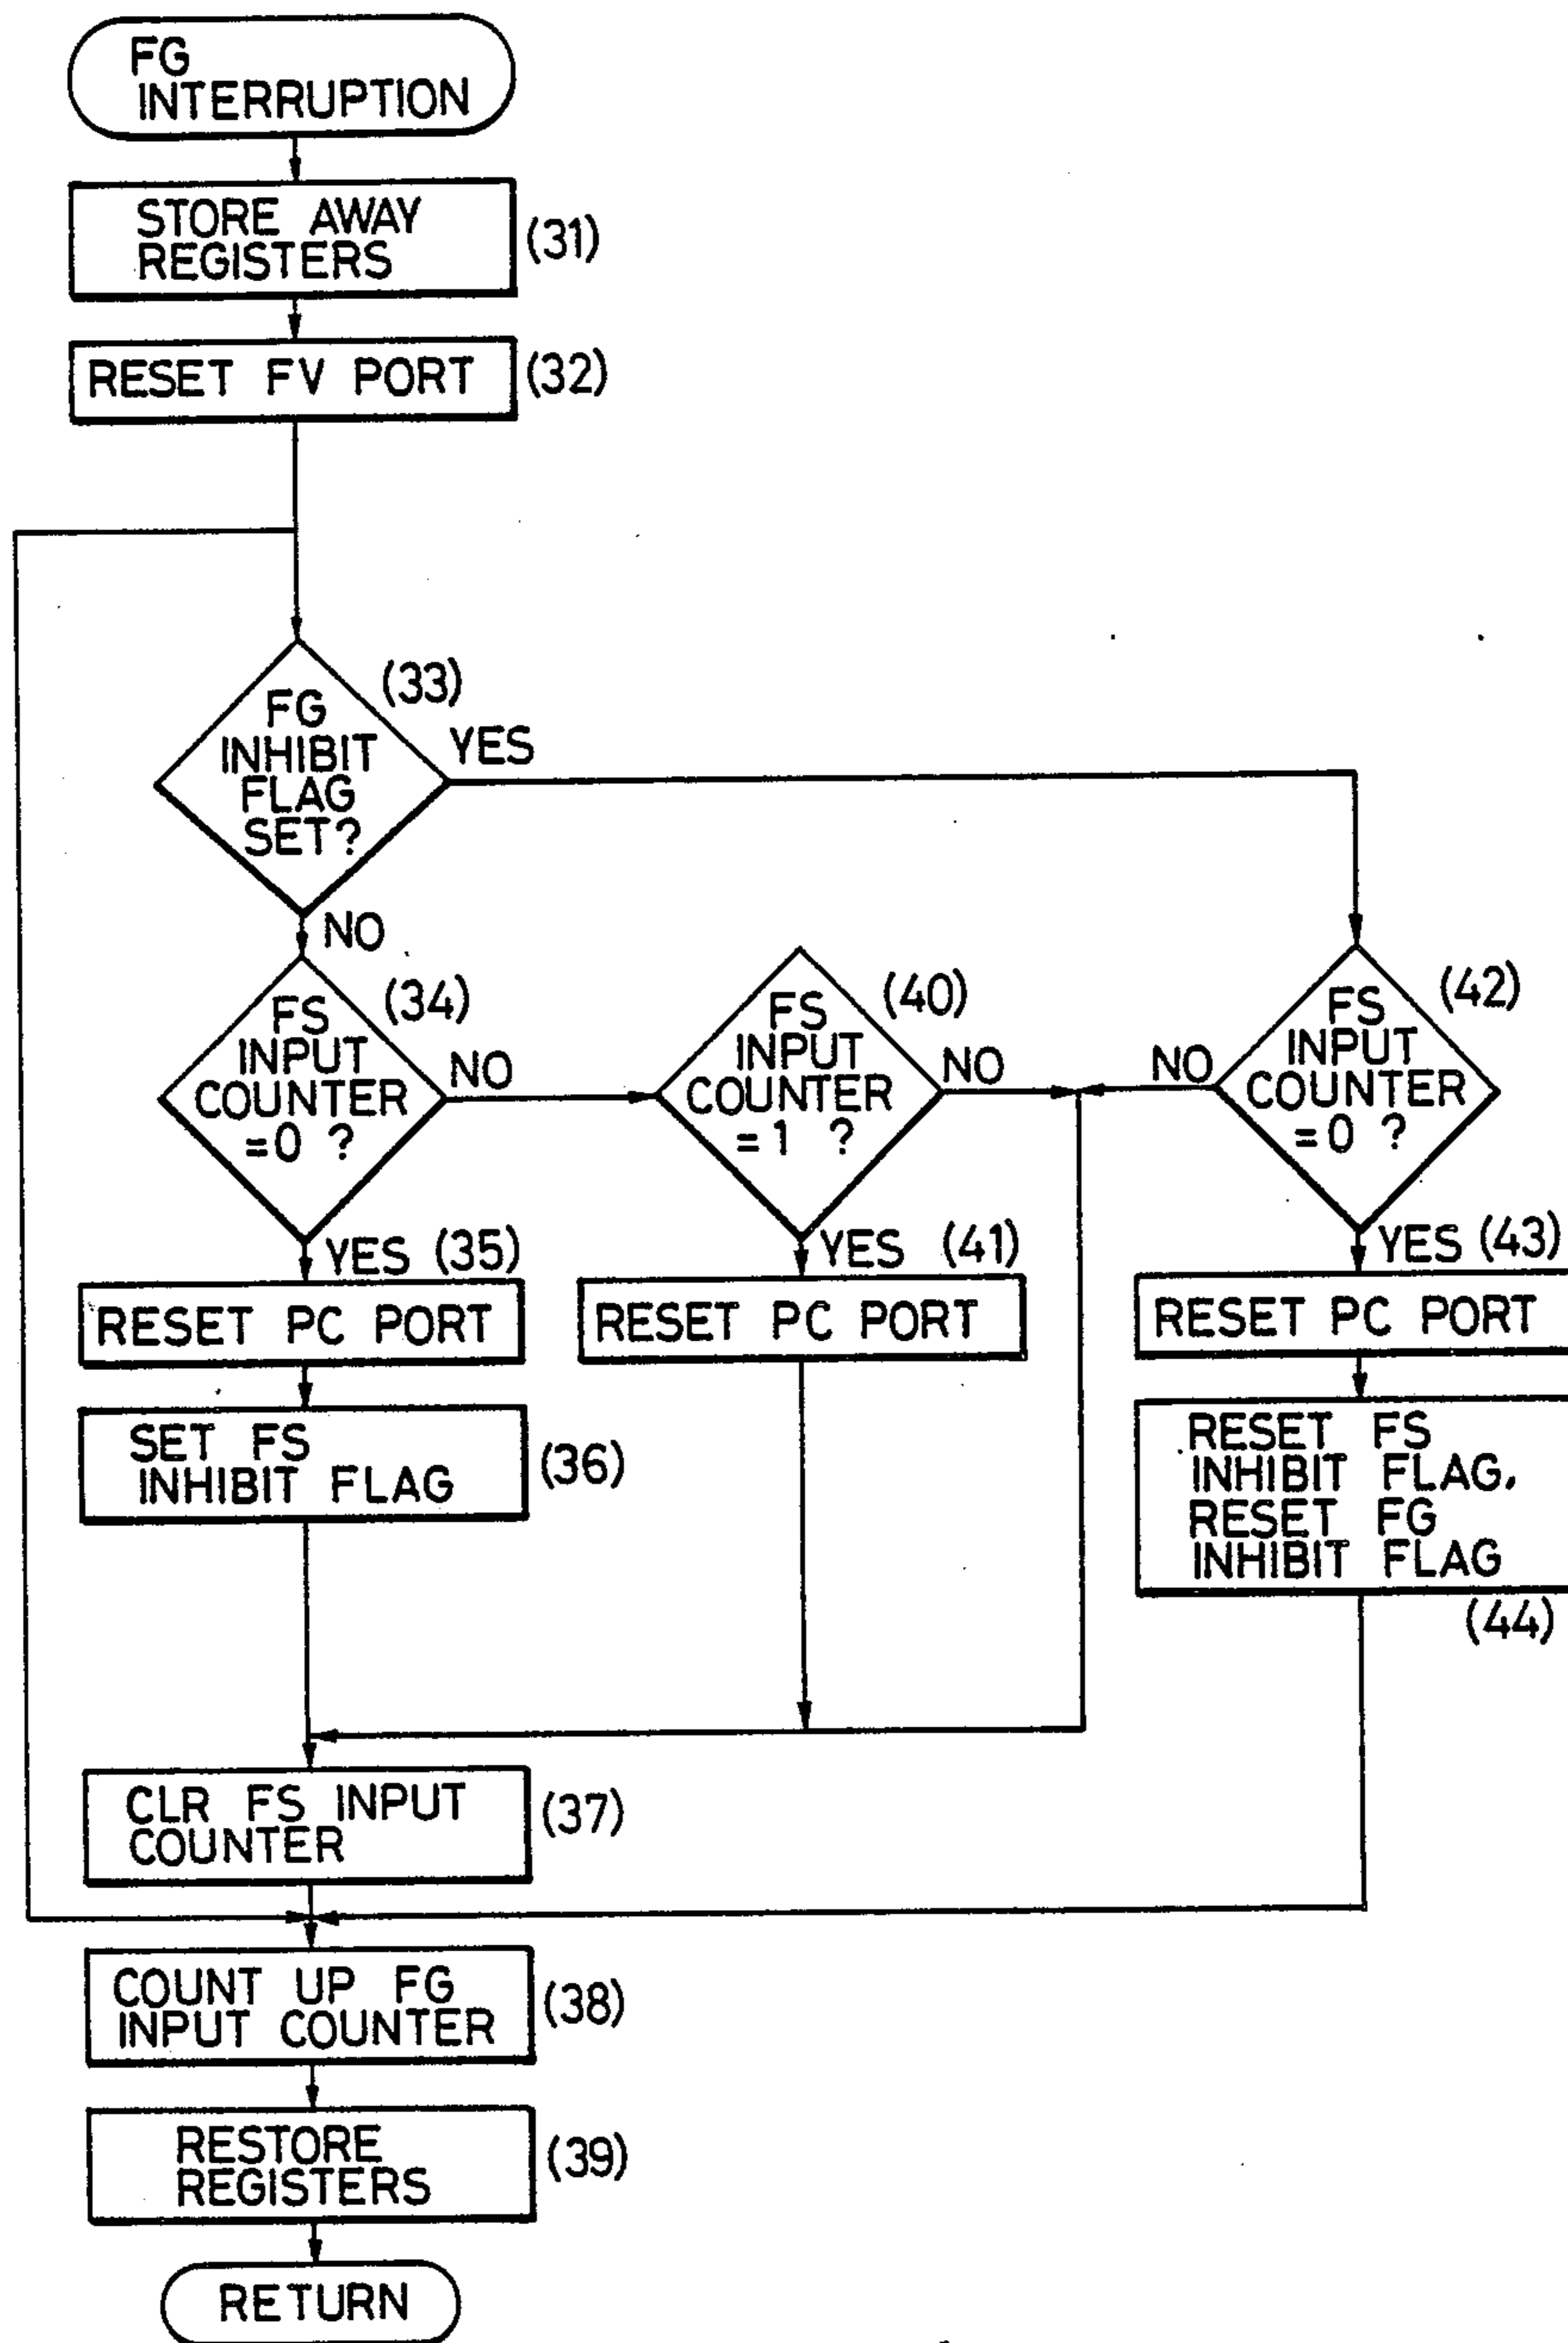 FG
INTERRUPTION
STORE AWAY
REGISTERS
(31)
RESET FV PORT
(32)
(33)
FG
INHIBIT
FLAG
SET?
YES
NO
(34)
FS
INPUT
COUNTER
=0 ?
NO
(40)
FS
INPUT
COUNTER
=1 ?
NO
(42)
FS
INPUT
COUNTER
=0 ?
NO
YES (35)
RESET PC PORT
YES (41)
RESET PC PORT
YES (43)
RESET PC PORT
SET FS
INHIBIT FLAG
(36)
RESET FS
INHIBIT FLAG,
RESET FG
INHIBIT FLAG
(44)
CLR FS INPUT
COUNTER
(37)
COUNT UP FG
INPUT COUNTER
(38)
RESTORE
REGISTERS
(39)
RETURN